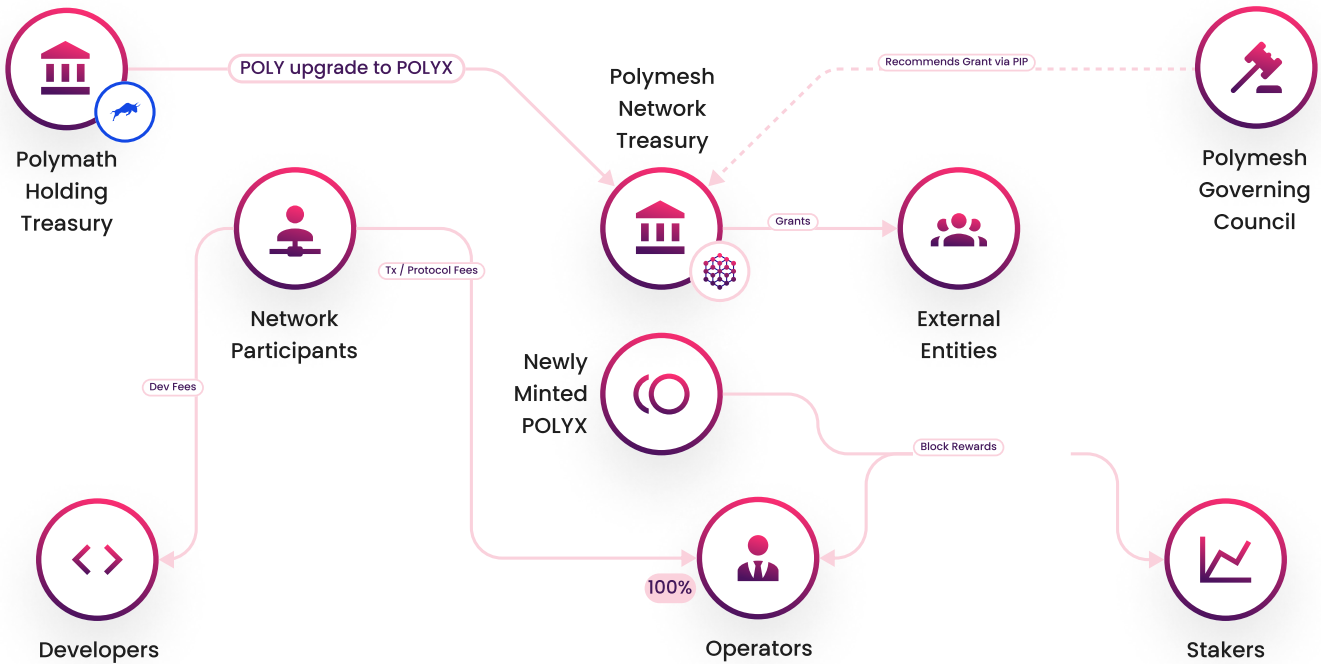 POLY upgrade to POLYX
Recommends Grant via PIP
Polymesh
Network
Treasury
Polymath
Holding
Treasury
Polymesh
Governing
Council
Grants
Tx / Protocol Fees
Network
Participants
External
Entities
Newly
Minted
POLYX
Dev Fees
Block Rewards
100%
Developers
Operators
Stakers